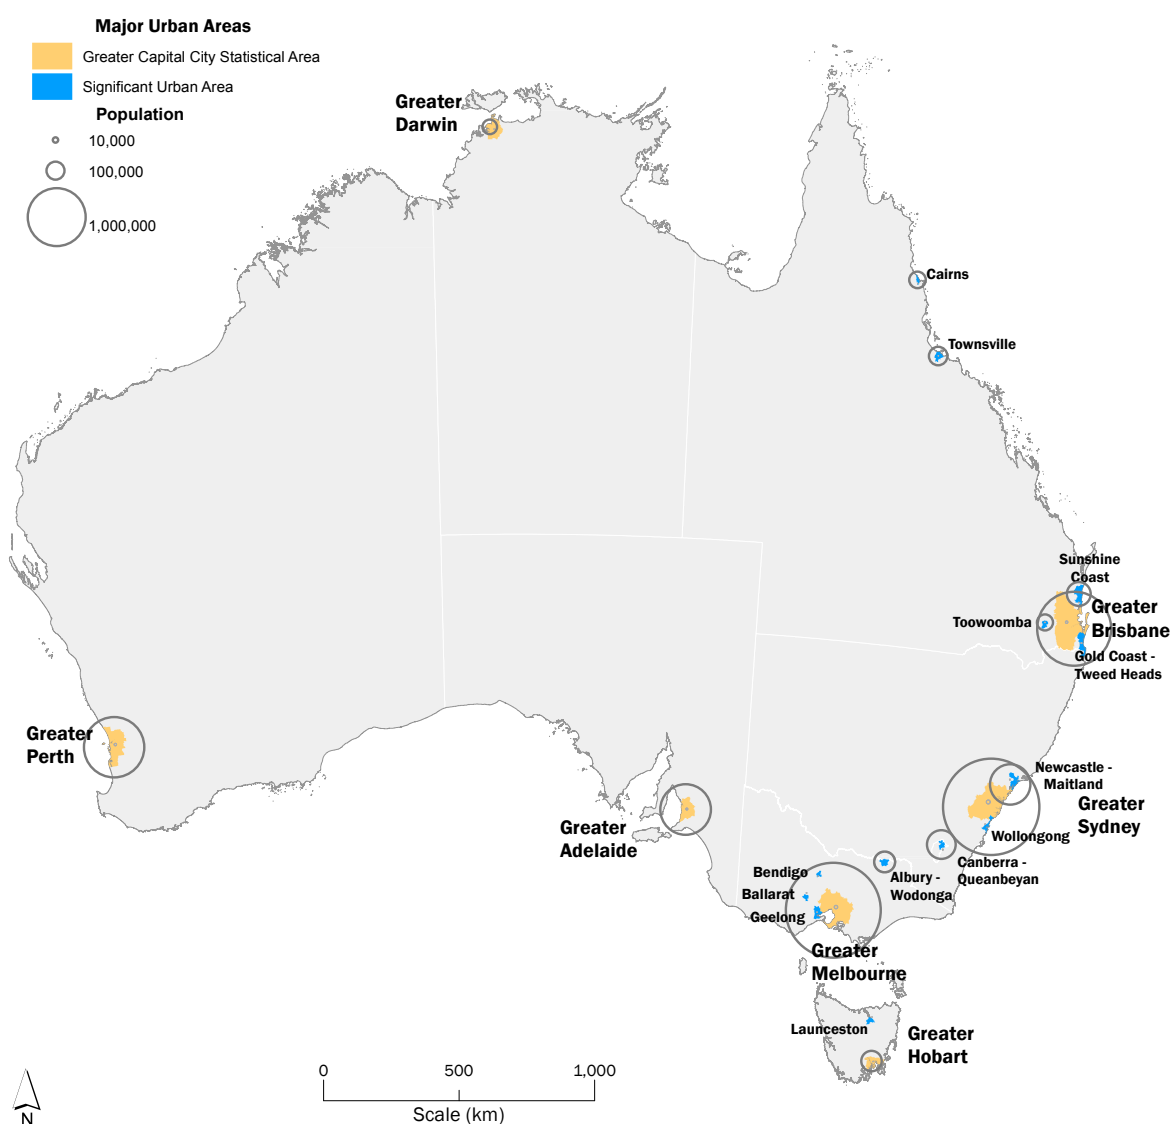 Major Urban Areas
Greater Capital City Statistical Area
Significant Urban Area
Population
10,000
100,000
1,000,000
Greater
Darwin
Cairns
Townsville
Sunshine
Coast
Greater
Brisbane
Toowoomba
Gold Coast -
Tweed Heads
Greater
Perth
Newcastle -
Maitland
Greater
Sydney
Wollongong
Greater
Adelaide
Canberra -
Queanbeyan
Albury -
Wodonga
Bendigo
Ballarat
Geelong
Greater
Melbourne
Launceston
Greater
Hobart
0 500 1,000
Scale (km)
N